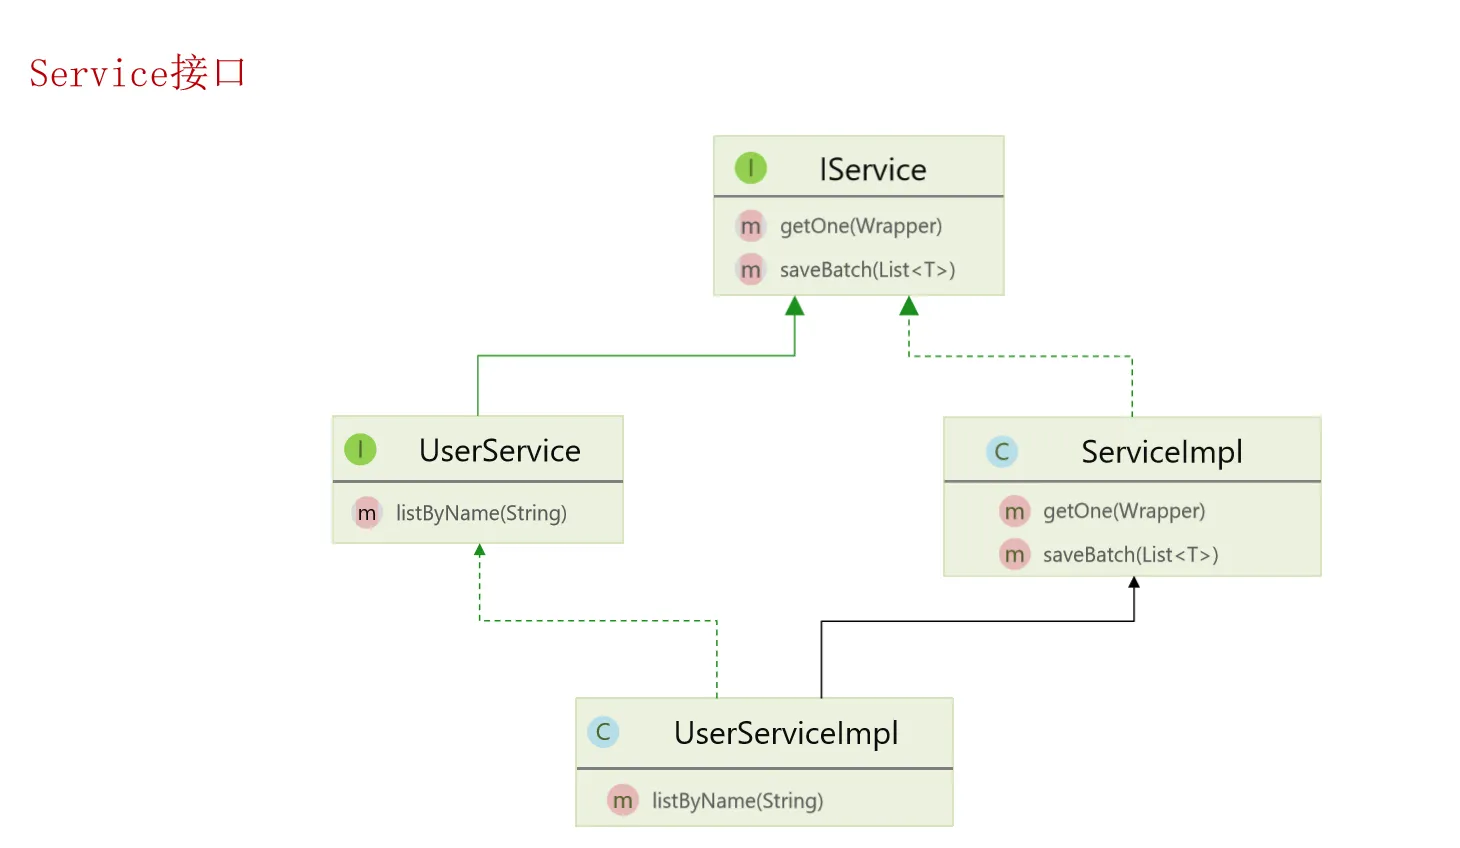 Service接口
I IService
m getOne(Wrapper)
m saveBatch(List<T>)
I UserService
m listByName(String)
C ServiceImpl
m getOne(Wrapper)
m saveBatch(List<T>)
C UserServiceImpl
m listByName(String)